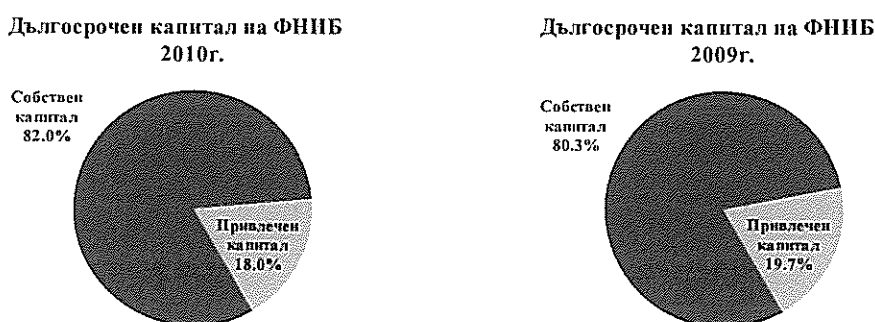 Дългосрочен капитал на ФНИБ
2010г.
Собствен
капитал
82.0%
Привлечен
капитал
18.0%
Дългосрочен капитал на ФНИБ
2009г.
Собствен
капитал
80.3%
Привлечен
капитал
19.7%